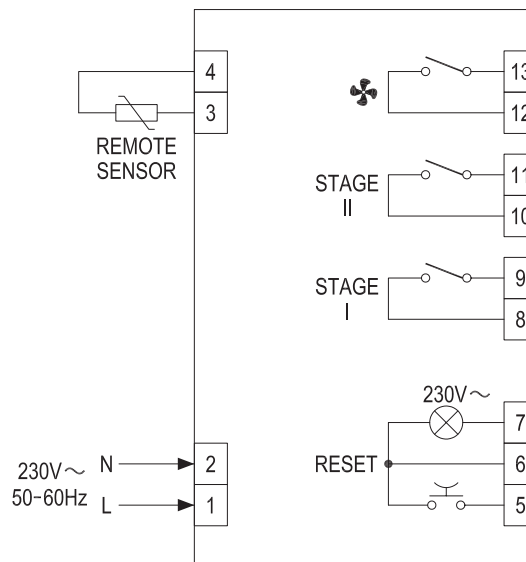 4
3
REMOTE
SENSOR
13
12
STAGE
II
11
10
STAGE
I
9
8
230V~
7
RESET
6
5
230V~
50-60Hz
N
2
L
1